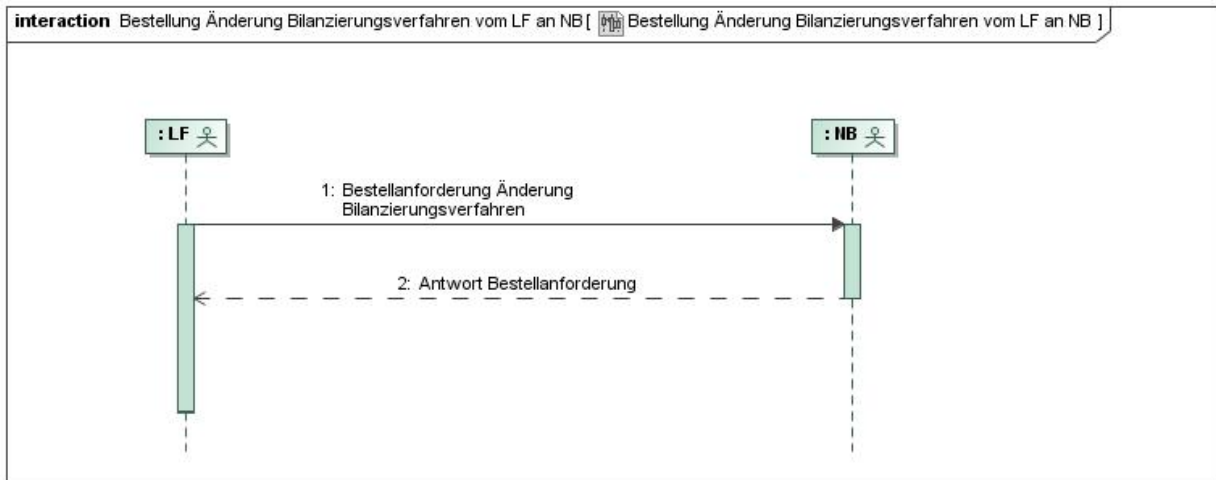 interaction Bestellung Änderung Bilanzierungsverfahren vom LF an NB[ Bestellung Änderung Bilanzierungsverfahren vom LF an NB ]
: LF
: NB
1: Bestellanforderung Änderung
Bilanzierungsverfahren
2: Antwort Bestellanforderung